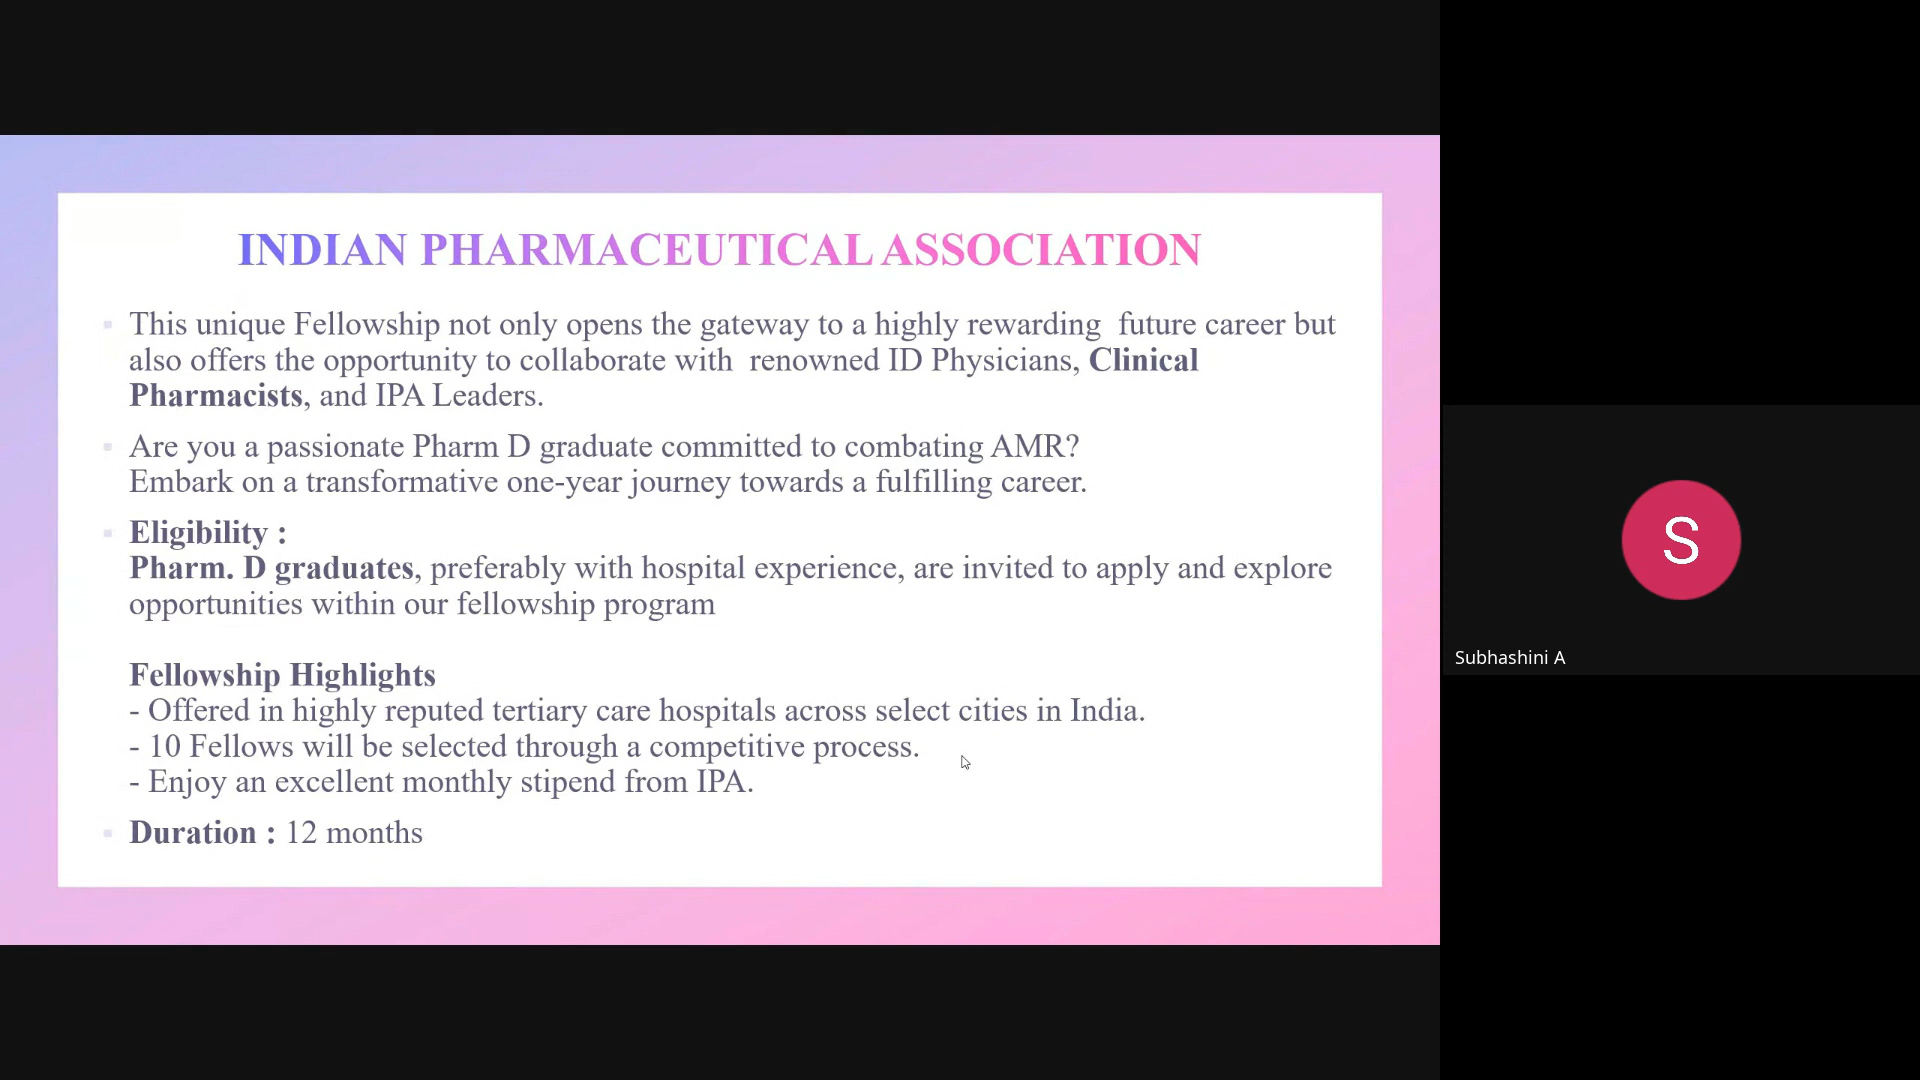 INDIAN PHARMACEUTICAL ASSOCIATION
This unique Fellowship not only opens the gateway to a highly rewarding  future career but
also offers the opportunity to collaborate with  renowned ID Physicians, Clinical
Pharmacists, and IPA Leaders.
Are you a passionate Pharm D graduate committed to combating AMR?
Embark on a transformative one-year journey towards a fulfilling career.
Eligibility :
Pharm. D graduates, preferably with hospital experience, are invited to apply and explore
opportunities within our fellowship program
Fellowship Highlights
- Offered in highly reputed tertiary care hospitals across select cities in India.
- 10 Fellows will be selected through a competitive process.
- Enjoy an excellent monthly stipend from IPA.
Duration : 12 months
S
Subhashini A